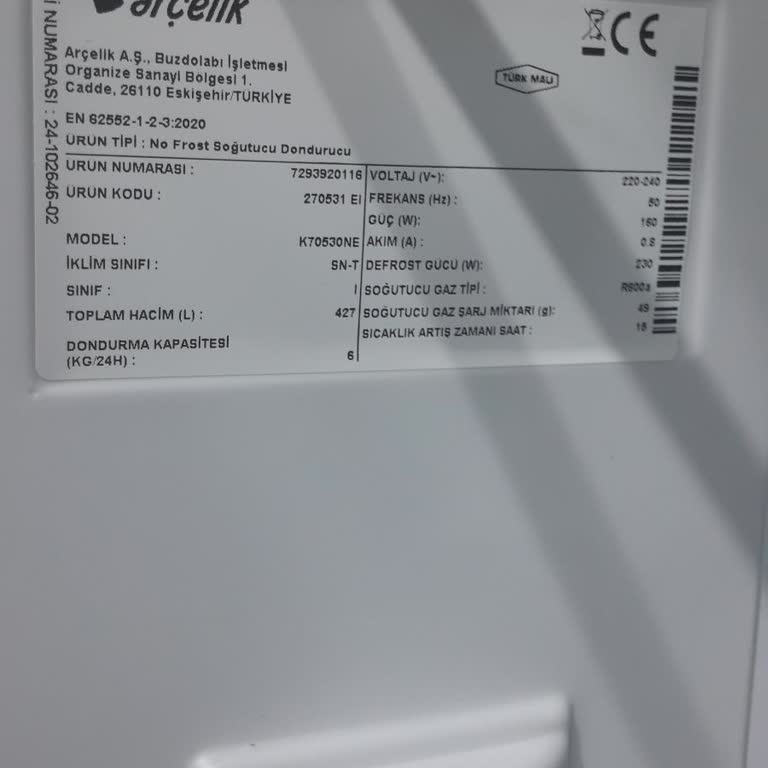 arçelik
Arçelik A.Ş., Buzdolabı İşletmesi
Organize Sanayi Bölgesi 1.
Cadde, 26110 Eskişehir/TÜRKİYE
TÜRK MALI
CE
EN 62552-1-2-3:2020
ÜRÜN TİPİ : No Frost Soğutucu Dondurucu
ÜRÜN NUMARASI : 7293920116
ÜRÜN KODU : 270531 EI
MODEL : K70530NE
İKLİM SINIFI : SN-T
SINIF : I
TOPLAM HACİM (L) : 427
DONDURMA KAPASİTESİ
(KG/24H) : 6
VOLTAJ (V~): 220-240
FREKANS (Hz) : 50
GÜÇ (W): 160
AKIM (A) : 0.8
DEFROST GÜCÜ (W): 230
SOĞUTUCU GAZ TİPİ : R600a
SOĞUTUCU GAZ ŞARJ MİKTARI (g): 49
SICAKLIK ARTIŞ ZAMANI SAAT :
İ NUMARASI : 24-102646-02